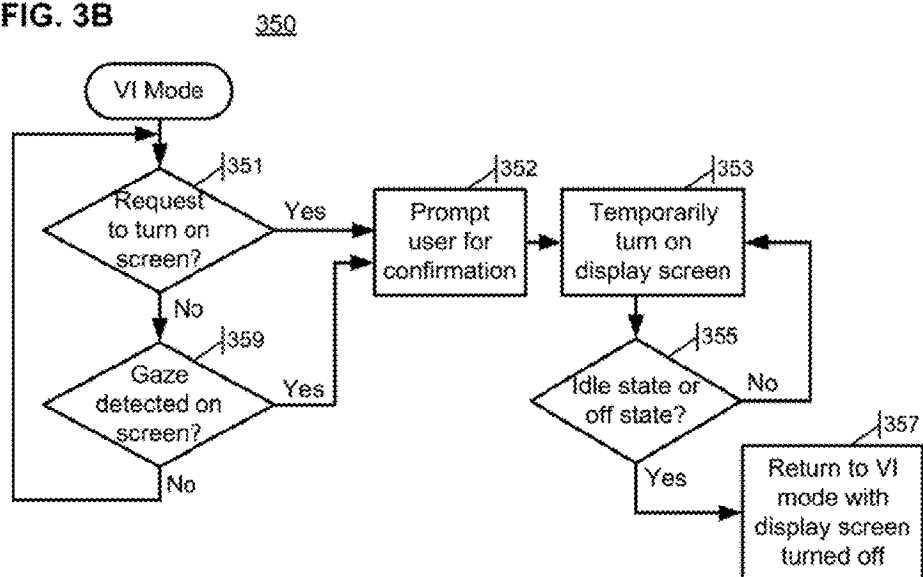 FIG. 3B
350
VI Mode
351
Request
to turn on
screen?
Yes
No
352
Prompt
user for
confirmation
353
Temporarily
turn on
display screen
359
Gaze
detected on
screen?
Yes
No
355
Idle state or
off state?
No
Yes
357
Return to VI
mode with
display screen
turned off